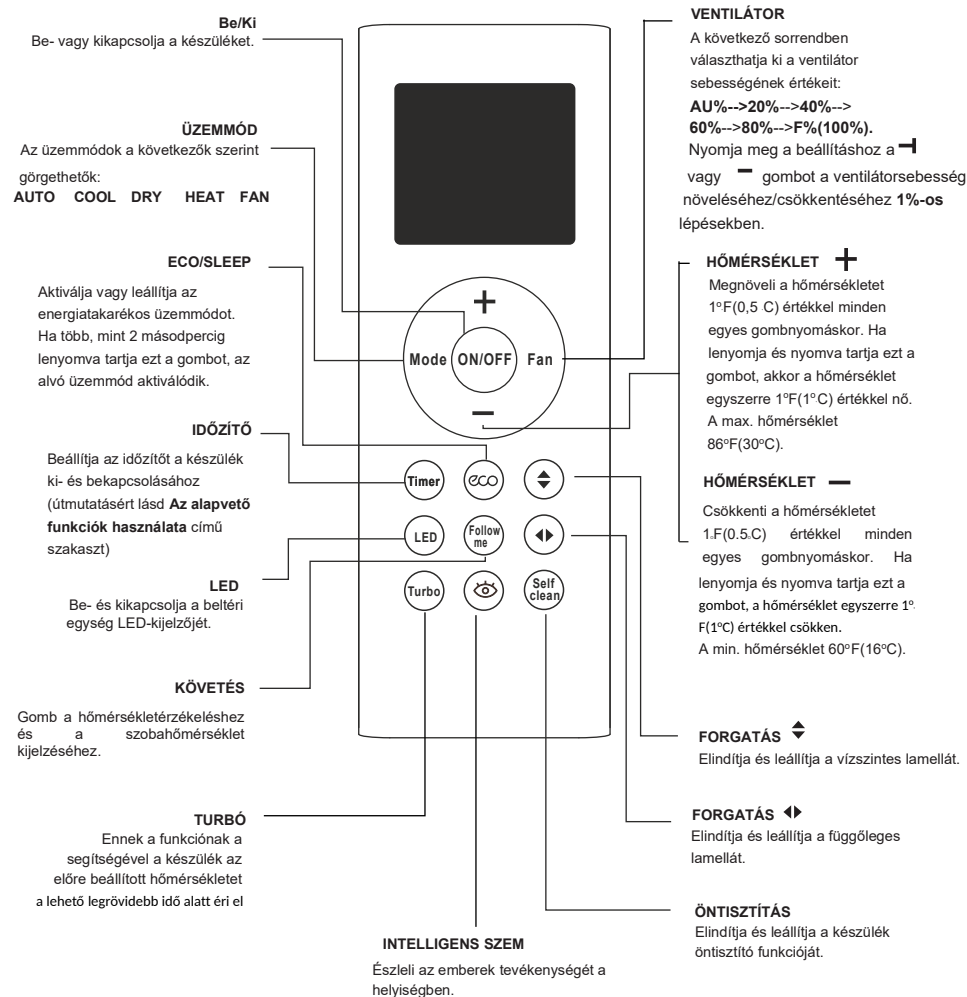 Be/Ki
Be- vagy kikapcsolja a készüléket.
ÜZEMMÓD
Az üzemmódok a következők szerint
görgethetők:
AUTO COOL DRY HEAT FAN
ECO/SLEEP
Aktiválja vagy leállítja az
energiatakarékos üzemmódot.
Ha több, mint 2 másodpercig
lenyomva tartja ezt a gombot, az
alvó üzemmód aktiválódik.
IDŐZÍTŐ
Beállítja az időzítőt a készülék
ki- és bekapcsolásához
(útmutatásért lásd Az alapvető
funkciók használata című
szakaszt)
LED
Be- és kikapcsolja a beltéri
egység LED-kijelzőjét.
KÖVETÉS
Gomb a hőmérsékletérzékeléshez
és a szobahőmérséklet
kijelzéséhez.
TURBÓ
Ennek a funkciónak a
segítségével a készülék az
előre beállított hőmérsékletet
a lehető legrövidebb idő alatt éri el
+
Mode ON/OFF Fan
−
Timer eco
LED Follow me
Turbo Self clean
INTELLIGENS SZEM
Észleli az emberek tevékenységét a
helyiségben.
VENTILÁTOR
A következő sorrendben
választhatja ki a ventilátor
sebességének értékeit:
AU%-->20%-->40%-->
60%-->80%-->F%(100%).
Nyomja meg a beállításhoz a
vagy − gombot a ventilátorsebesség
növeléséhez/csökkentéséhez 1%-os
lépésekben.
HŐMÉRSÉKLET +
Megnöveli a hőmérsékletet
1°F(0,5 C) értékkel minden
egyes gombnyomáskor. Ha
lenyomja és nyomva tartja ezt a
gombot, akkor a hőmérséklet
egyszerre 1°F(1°C) értékkel nő.
A max. hőmérséklet
86°F(30°C).
HŐMÉRSÉKLET —
Csökkenti a hőmérsékletet
1°F(0.5°C) értékkel minden
egyes gombnyomáskor. Ha
lenyomja és nyomva tartja ezt a
gombot, a hőmérséklet egyszerre 1°
F(1°C) értékkel csökken.
A min. hőmérséklet 60°F(16°C).
FORGATÁS
Elindítja és leállítja a vízszintes lamellát.
FORGATÁS
Elindítja és leállítja a függőleges
lamellát.
ÖNTISZTÍTÁS
Elindítja és leállítja a készülék
öntisztító funkcióját.